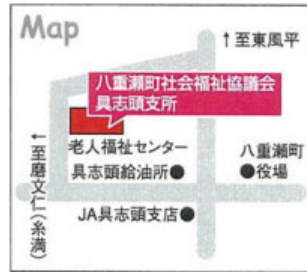 Map
↑至東風平
八重瀬町社会福祉協議会
具志頭支所
←至磨文仁(糸満)
老人福祉センター
具志頭給油所●
八重瀬町
●役場
JA具志頭支店●